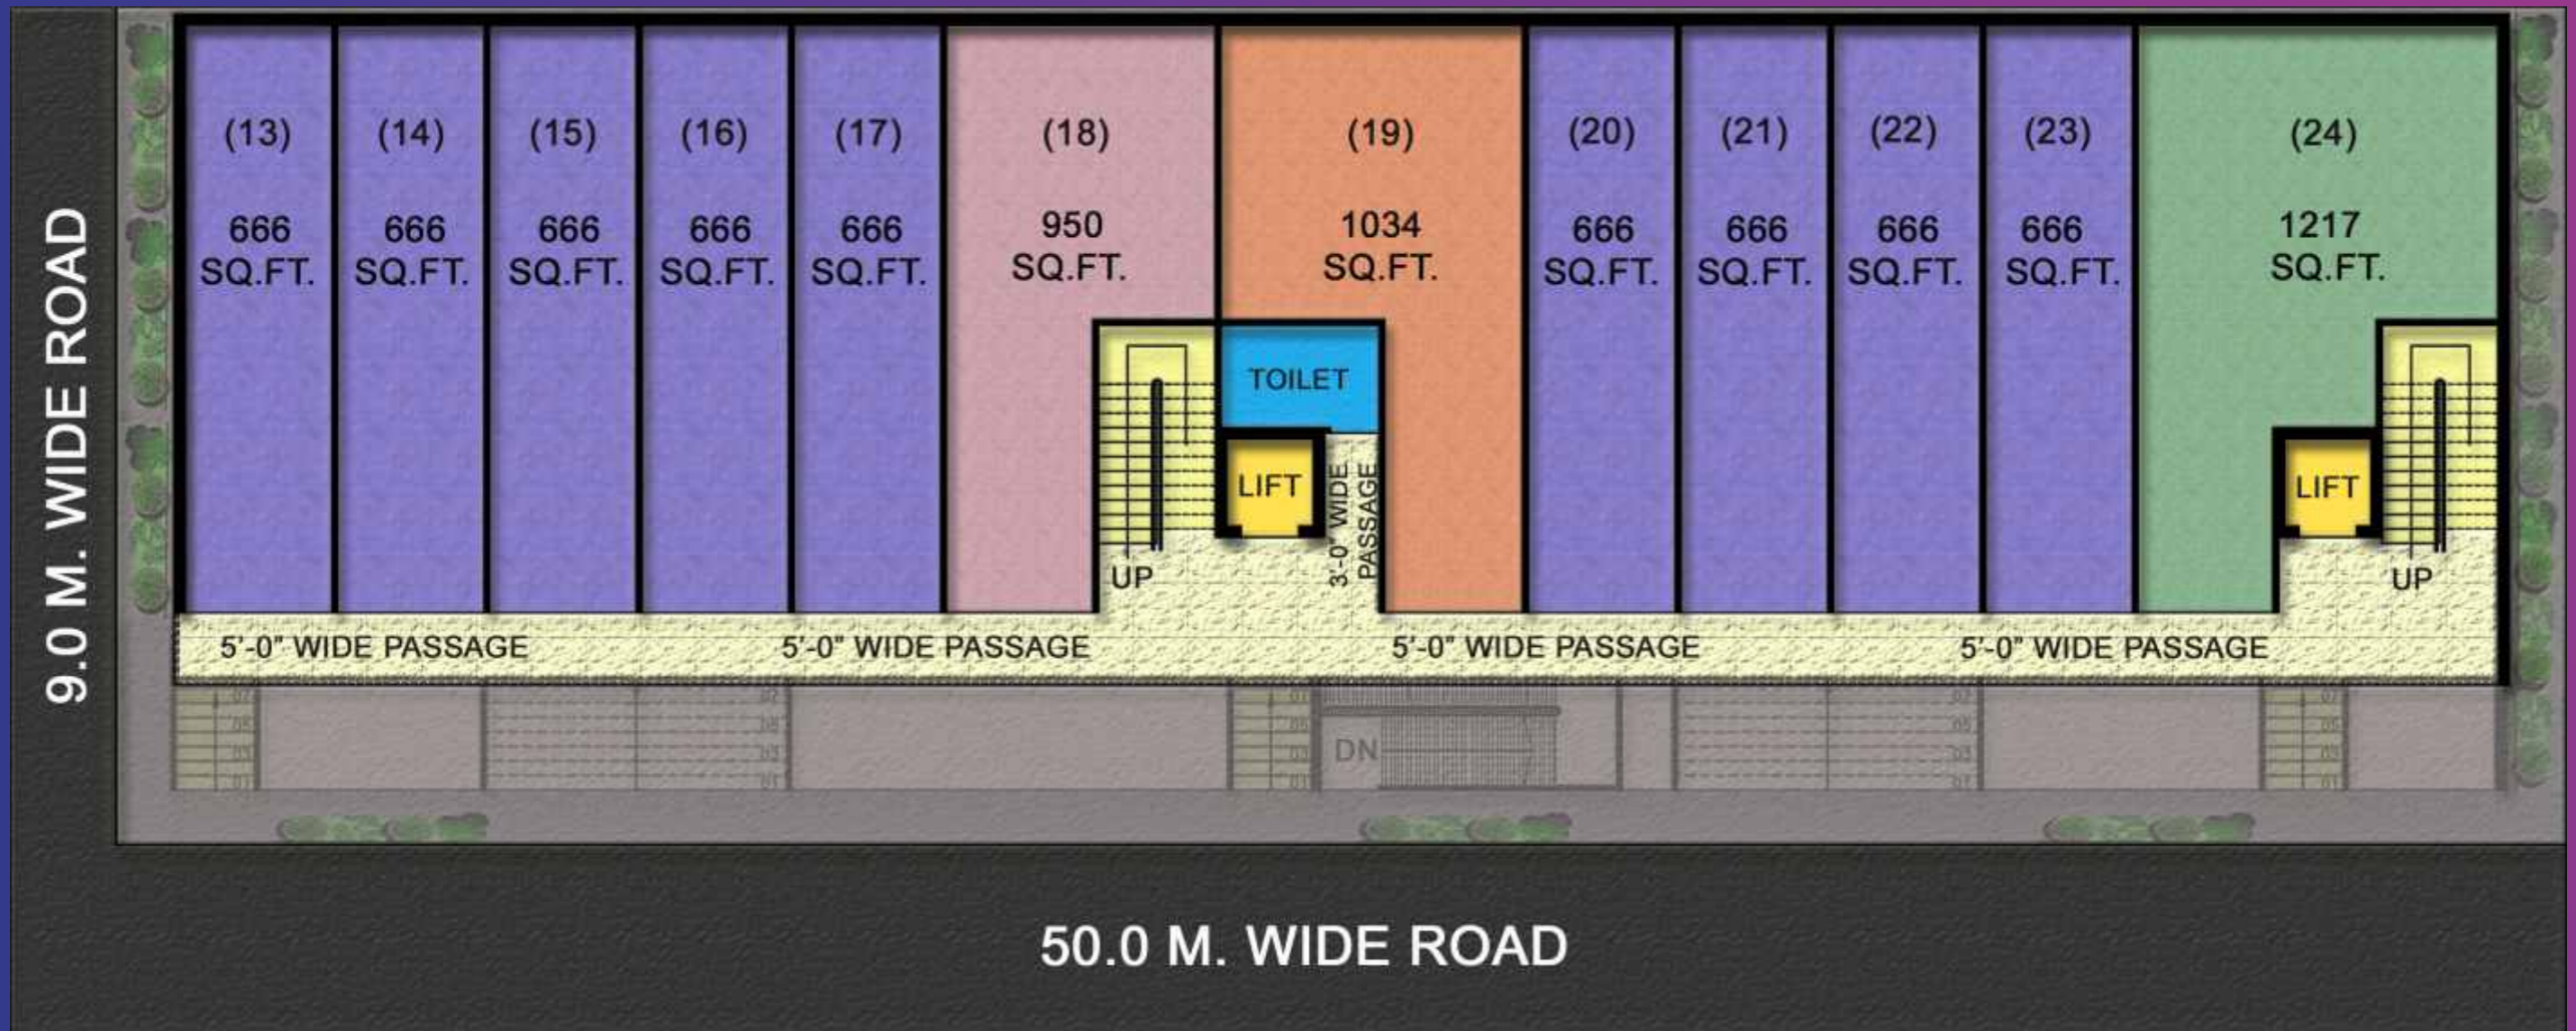 (13)
(14)
(15)
(16)
(17)
(18)
(19)
(20)
(21)
(22)
(23)
(24)
666
SQ.FT.
666
SQ.FT.
666
SQ.FT.
666
SQ.FT.
666
SQ.FT.
950
SQ.FT.
1034
SQ.FT.
666
SQ.FT.
666
SQ.FT.
666
SQ.FT.
666
SQ.FT.
1217
SQ.FT.
TOILET
LIFT
3'-0" WIDE
PASSAGE
UP
LIFT
UP
5'-0" WIDE PASSAGE
5'-0" WIDE PASSAGE
5'-0" WIDE PASSAGE
5'-0" WIDE PASSAGE
DN
9.0 M. WIDE ROAD
50.0 M. WIDE ROAD